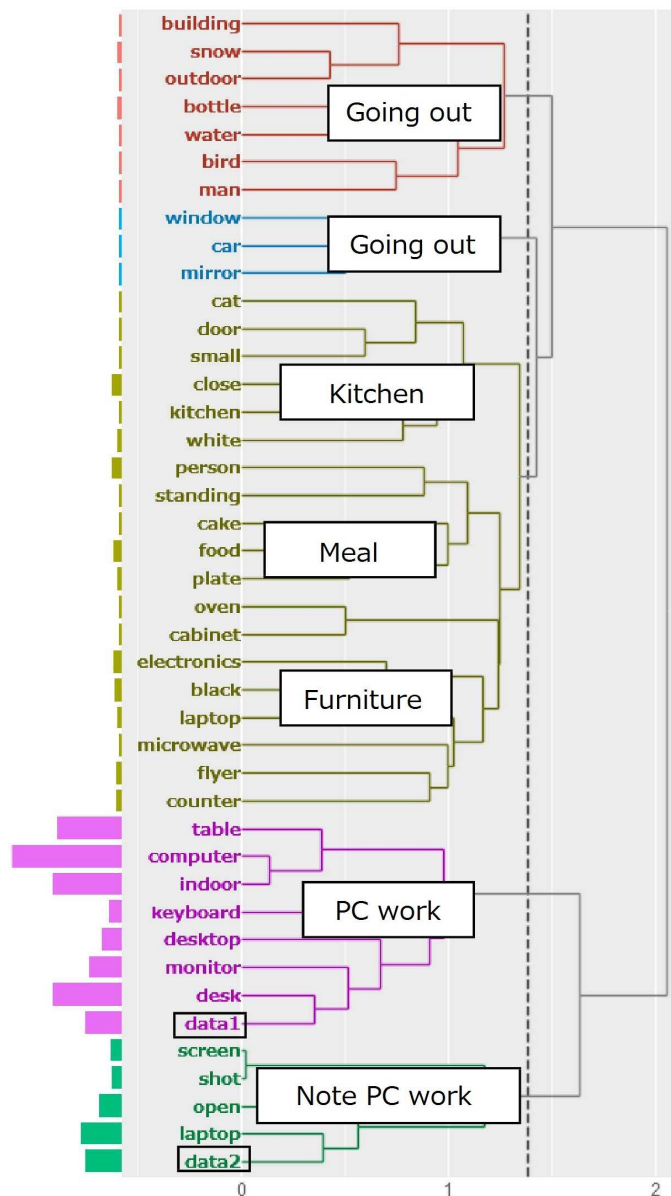 building
snow
outdoor
bottle
Going out
water
bird
man
window
car
Going out
mirror
cat
door
small
close
Kitchen
kitchen
white
person
standing
cake
food
Meal
plate
oven
cabinet
electronics
black
Furniture
laptop
microwave
flyer
counter
table
computer
indoor
keyboard
PC work
desktop
monitor
desk
data1
screen
shot
Note PC work
open
laptop
data2
0 1 2